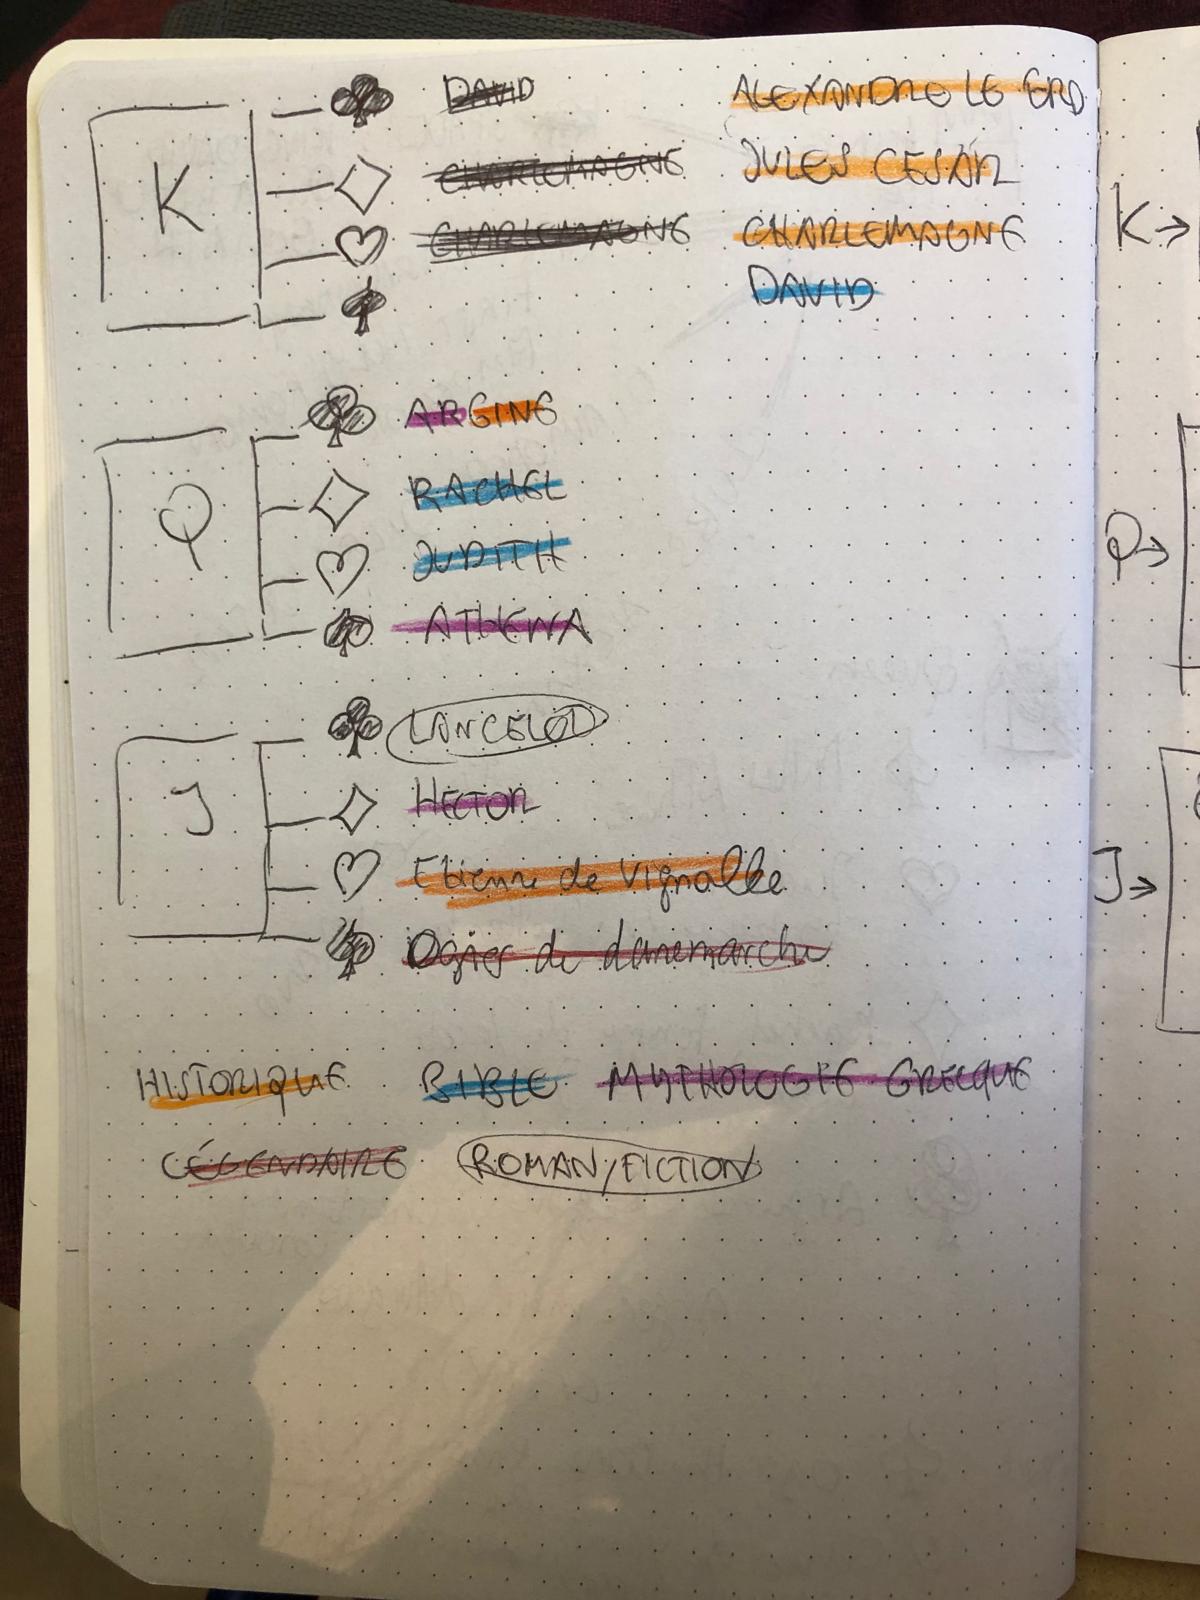 DAVID ALEXANDRE LE GRD
K CHARLEMAGNE JULES CESAR
CHARLEMAGNE CHARLEMAGNE
DAVID
K→
ARGINE
Q RACHEL
JUDITH
ATHENA
Q→
LANCELOT
J HECTOR
Etienne de Vignolle
Ogier de danemarche
J→
HISTORIQUE BIBLE MYTHOLOGIE GRECQUE
LÉGENDAIRE ROMAN/FICTION